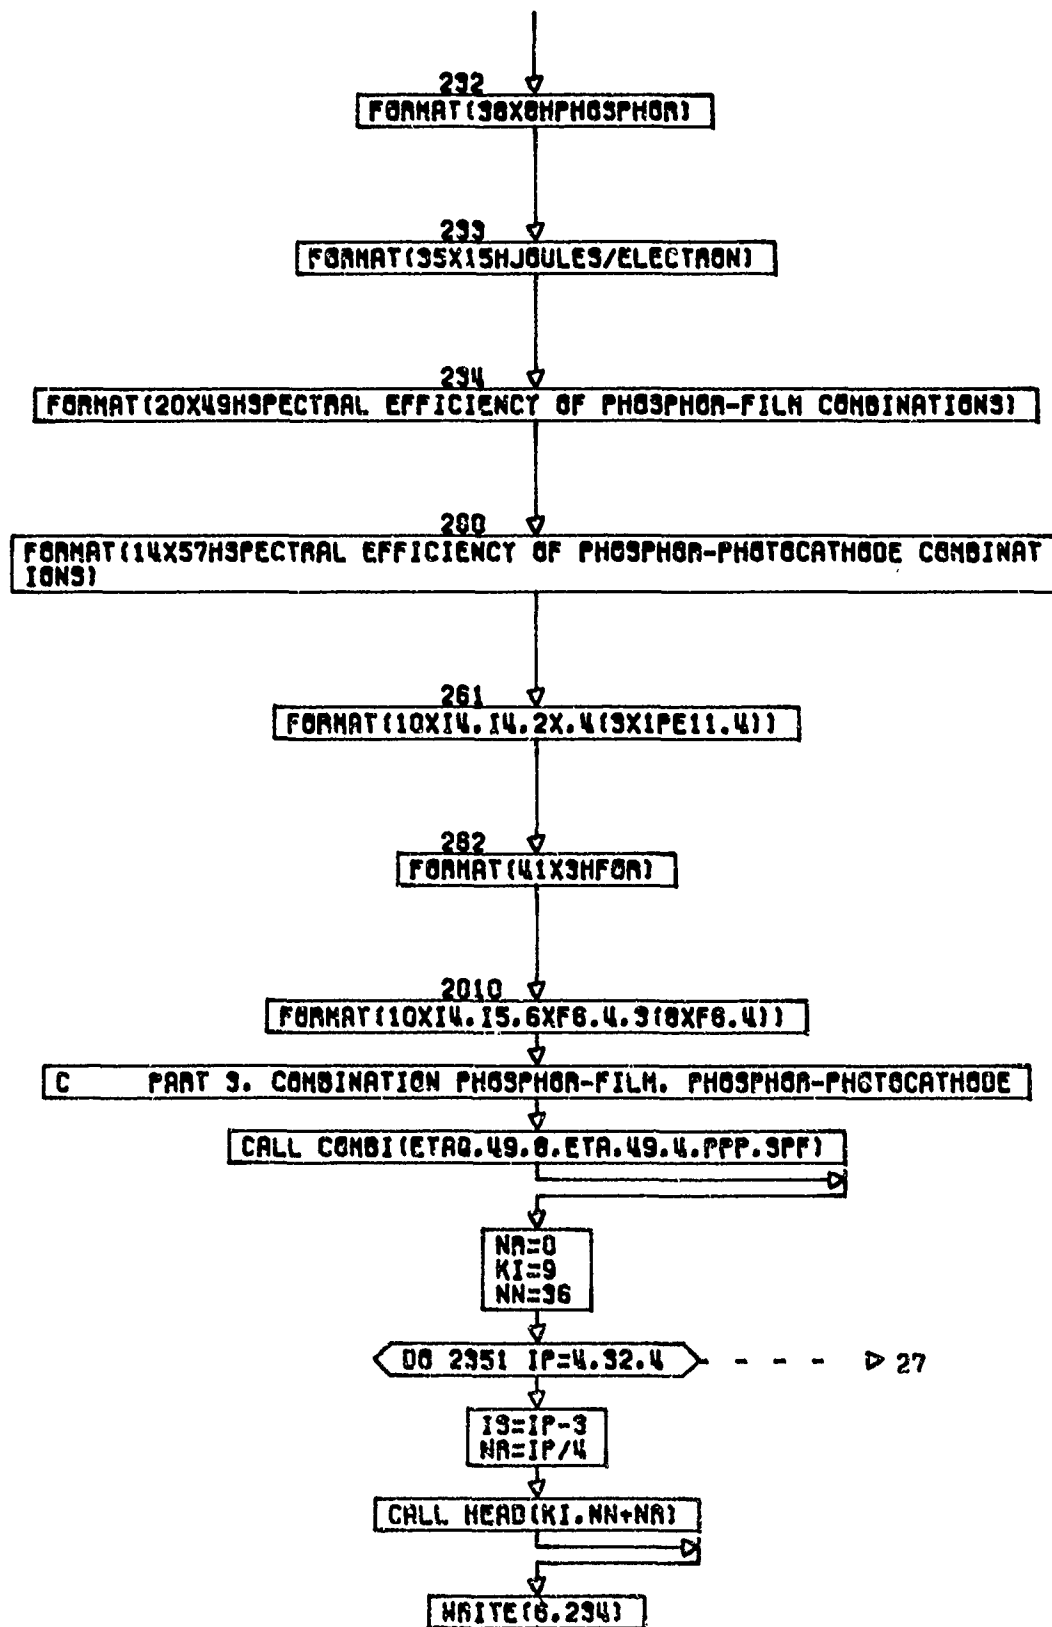 232
FORMAT(38X8HPHOSPHOR)
233
FORMAT(35X15HJOULES/ELECTRON)
234
FORMAT(20X49HSPECTRAL EFFICIENCY OF PHOSPHOR-FILM COMBINATIONS)
260
FORMAT(14X57HSPECTRAL EFFICIENCY OF PHOSPHOR-PHOTOCATHODE COMBINAT
IONS)
261
FORMAT(10XI4,I4,2X,4(3X1PE11.4))
262
FORMAT(41X3HFOR)
2010
FORMAT(10XI4,I5,6XF6.4,3(8XF6.4))
C PART 3. COMBINATION PHOSPHOR-FILM, PHOSPHOR-PHOTOCATHODE
CALL COMBI(ETAQ,49,8,ETA,49,4,PPP,SPF)
NR=0
KI=9
NN=36
DO 2351 IP=4,32,4
27
IS=IP-3
NR=IP/4
CALL HEAD(KI,NN+NR)
WRITE(6,234)